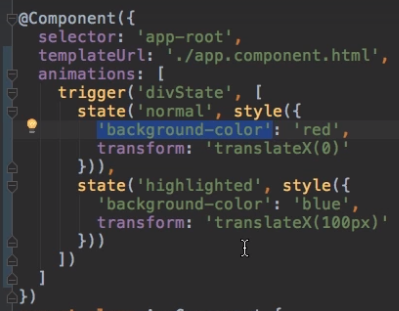 @Component({
  selector: 'app-root',
  templateUrl: './app.component.html',
  animations: [
    trigger('divState', [
      state('normal', style({
        'background-color': 'red',
        transform: 'translateX(0)'
      })),
      state('highlighted', style({
        'background-color': 'blue',
        transform: 'translateX(100px)'
      }))
    ])
  ]
})